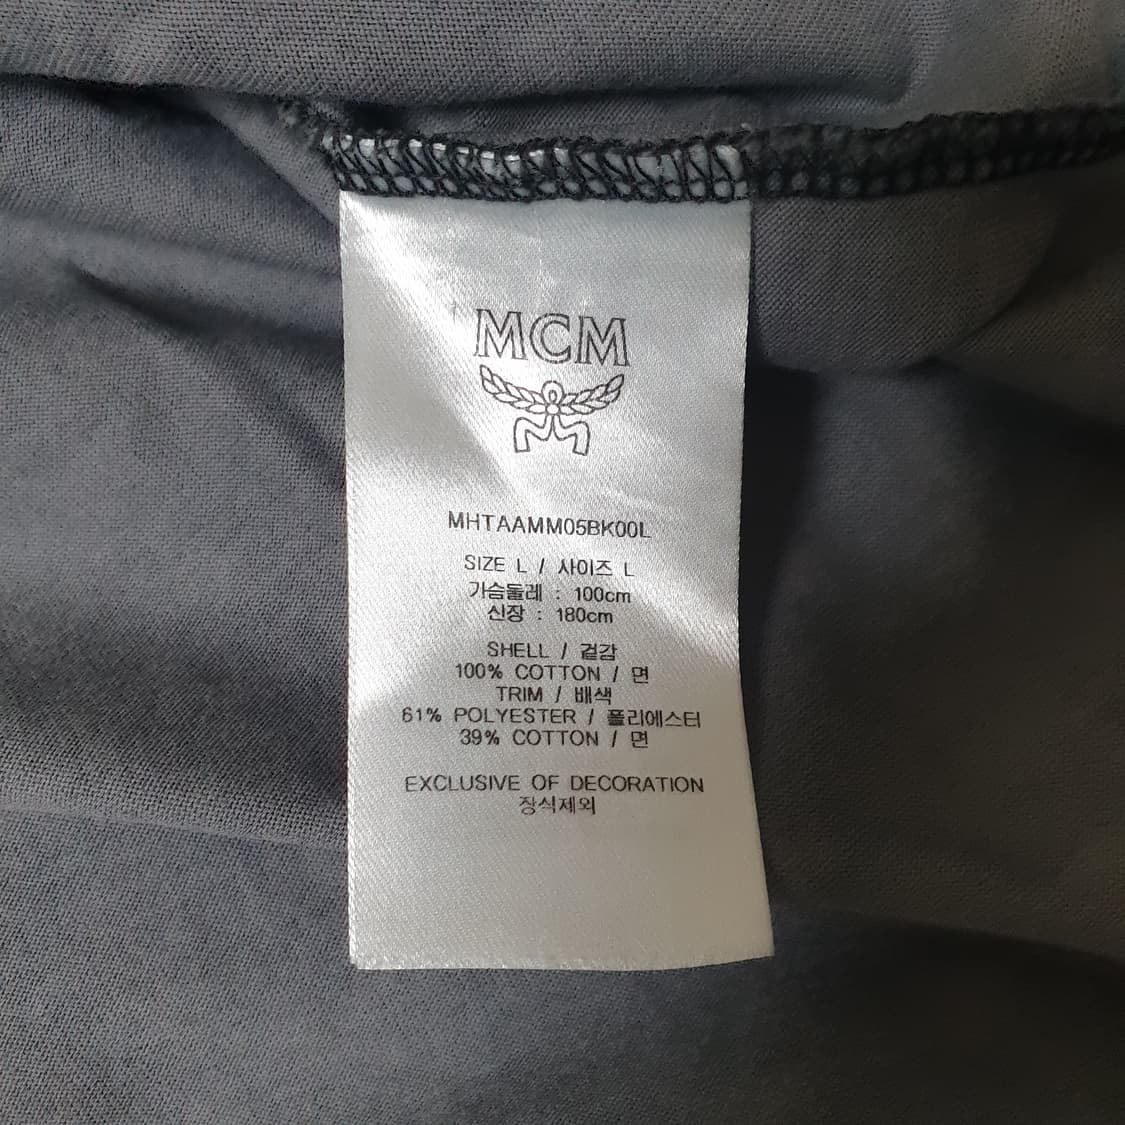 MCM
MHTAAMM05BK00L
SIZE L / 사이즈 L
가슴둘레 : 100cm
신장 : 180cm
SHELL / 겉감
100% COTTON / 면
TRIM / 배색
61% POLYESTER / 폴리에스터
39% COTTON / 면
EXCLUSIVE OF DECORATION
장식제외